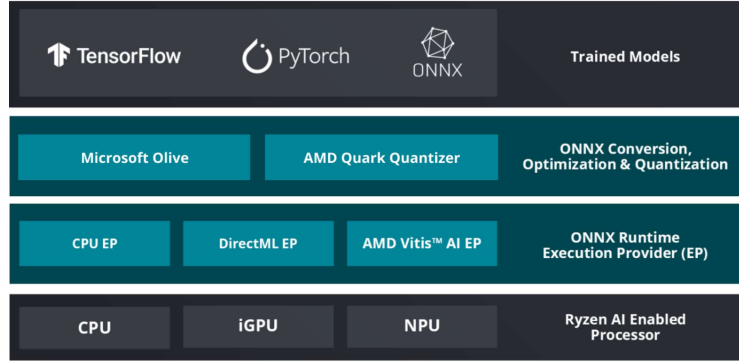 TensorFlow
PyTorch
ONNX
Trained Models
Microsoft Olive
AMD Quark Quantizer
ONNX Conversion,
Optimization & Quantization
CPU EP
DirectML EP
AMD Vitis™ AI EP
ONNX Runtime
Execution Provider (EP)
CPU
iGPU
NPU
Ryzen AI Enabled
Processor